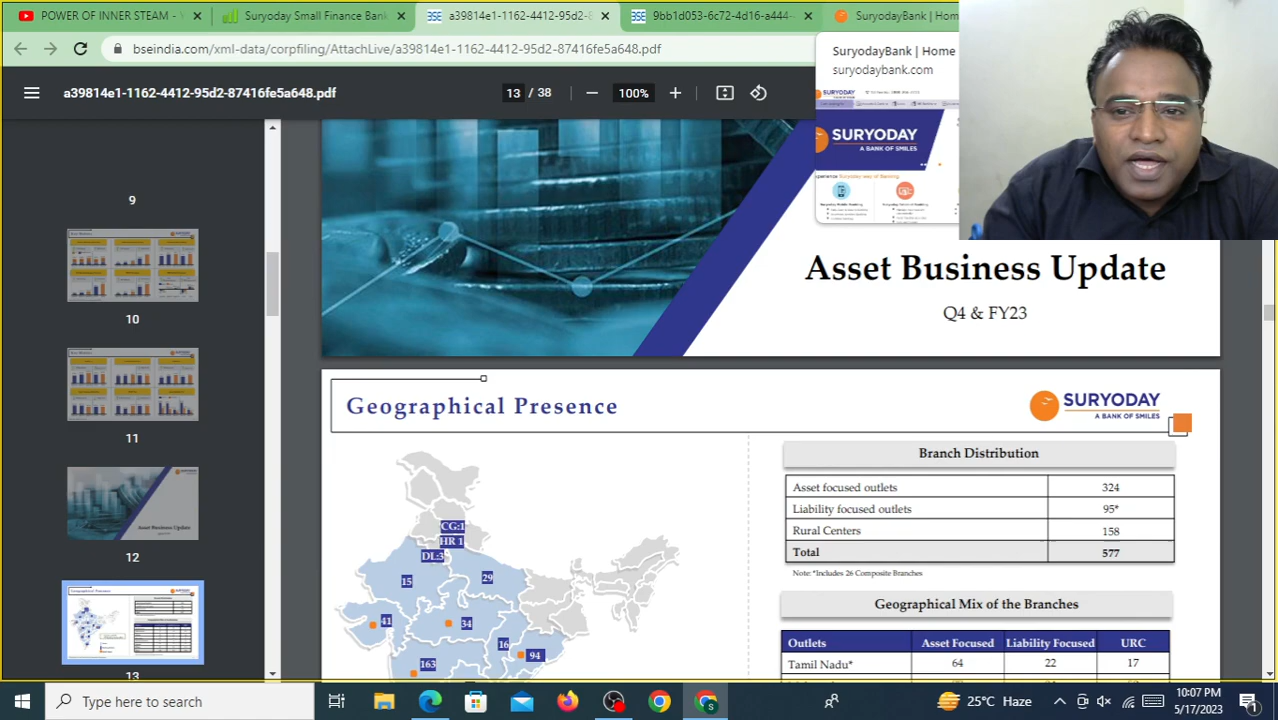 POWER OF INNER STEAM - Y
Suryoday Small Finance Bank
a39814e1-1162-4412-95d2-8
9bb1d053-6c72-4d16-a444-
SuryodayBank | Hom
bseindia.com/xml-data/corpfiling/AttachLive/a39814e1-1162-4412-95d2-87416fe5a648.pdf
SuryodayBank | Home
suryodaybank.com
a39814e1-1162-4412-95d2-87416fe5a648.pdf
13 / 38
100%
SURYODAY
A BANK OF SMILES
9
10
11
12
13
Asset Business Update
Q4 & FY23
Geographical Presence
SURYODAY
A BANK OF SMILES
CG:1
HR 1
DL:3
15
29
41
34
16
94
163
Branch Distribution
Asset focused outlets 324
Liability focused outlets 95*
Rural Centers 158
Total 577
Note: *Includes 26 Composite Branches
Geographical Mix of the Branches
Outlets Asset Focused Liability Focused URC
Tamil Nadu* 64 22 17
Type here to search
25°C Haze
10:07 PM
5/17/2023
1